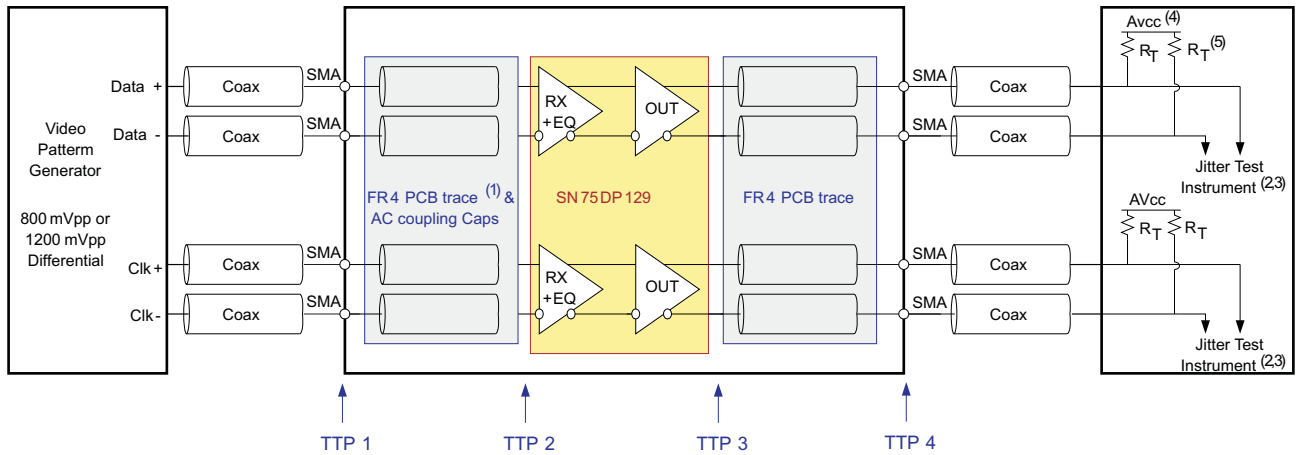 Data +
Data -
Video
Patterm
Generator
800 mVpp or
1200 mVpp
Differential
Clk +
Clk -
Coax
Coax
Coax
Coax
SMA
SMA
SMA
SMA
FR4 PCB trace (1) &
AC coupling Caps
RX
+EQ
OUT
SN75DP129
RX
+EQ
OUT
FR4 PCB trace
SMA
SMA
SMA
SMA
Coax
Coax
Coax
Coax
Avcc (4)
RT
RT (5)
Jitter Test
Instrument (2,3)
AVcc
RT
RT
Jitter Test
Instrument (2,3)
TTP 1
TTP 2
TTP 3
TTP 4